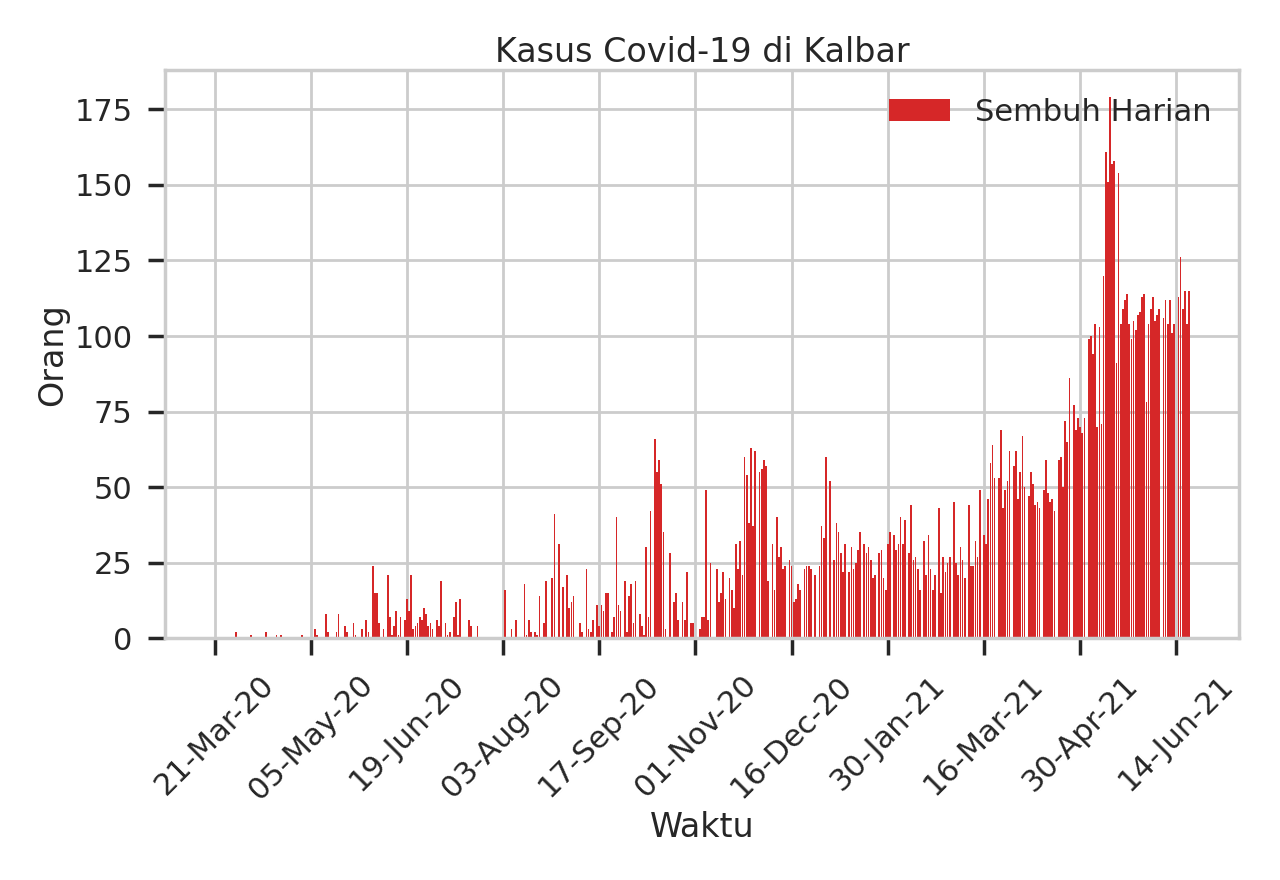 Kasus Covid-19 di Kalbar
Sembuh Harian
175
150
125
100
75
50
25
0
Orang
21-Mar-20
05-May-20
19-Jun-20
03-Aug-20
17-Sep-20
01-Nov-20
16-Dec-20
30-Jan-21
16-Mar-21
30-Apr-21
14-Jun-21
Waktu